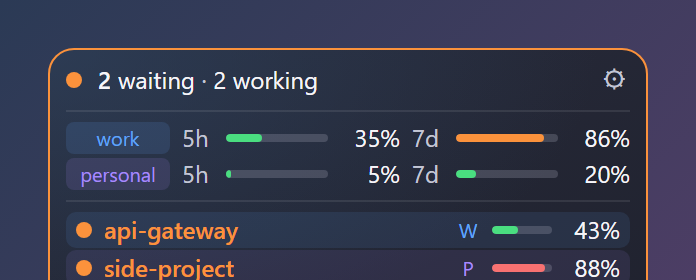 2 waiting · 2 working
work 5h 35% 7d 86%
personal 5h 5% 7d 20%
api-gateway W 43%
side-project P 88%